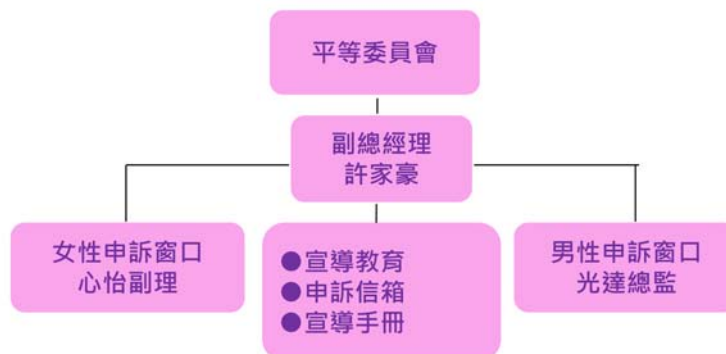 平等委員會
副總經理
許家豪
女性申訴窗口
心怡副理
●宣導教育
●申訴信箱
●宣導手冊
男性申訴窗口
光達總監